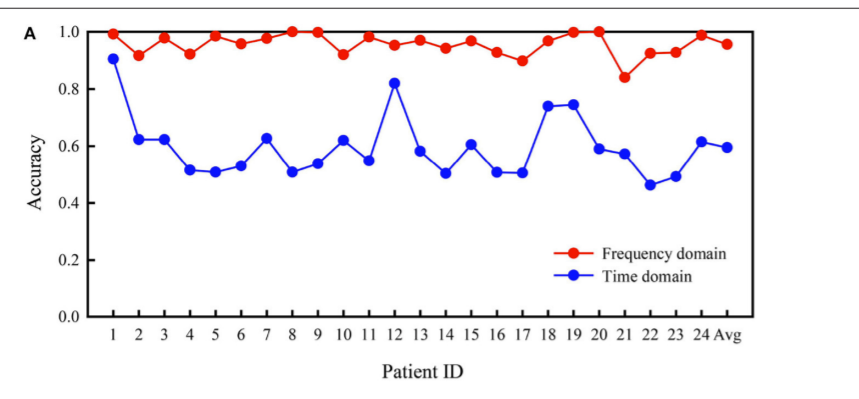 A
1.0
0.8
0.6
0.4
0.2
0.0
Accuracy
Frequency domain
Time domain
1 2 3 4 5 6 7 8 9 10 11 12 13 14 15 16 17 18 19 20 21 22 23 24 Avg
Patient ID